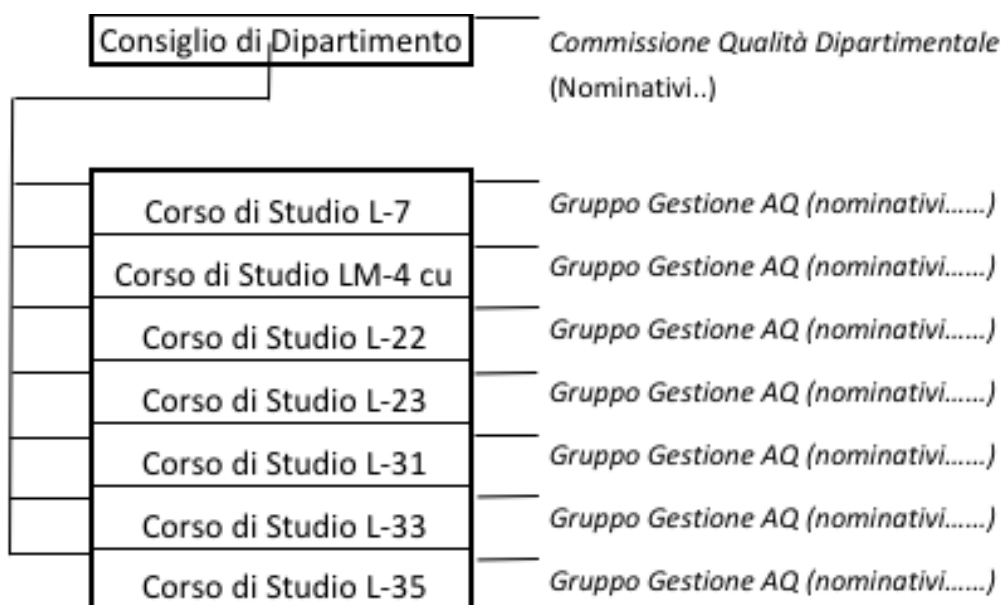 Consiglio di Dipartimento
Commissione Qualità Dipartimentale
(Nominativi..)
Corso di Studio L-7
Gruppo Gestione AQ (nominativi......)
Corso di Studio LM-4 cu
Gruppo Gestione AQ (nominativi......)
Corso di Studio L-22
Gruppo Gestione AQ (nominativi......)
Corso di Studio L-23
Gruppo Gestione AQ (nominativi......)
Corso di Studio L-31
Gruppo Gestione AQ (nominativi......)
Corso di Studio L-33
Gruppo Gestione AQ (nominativi......)
Corso di Studio L-35
Gruppo Gestione AQ (nominativi......)